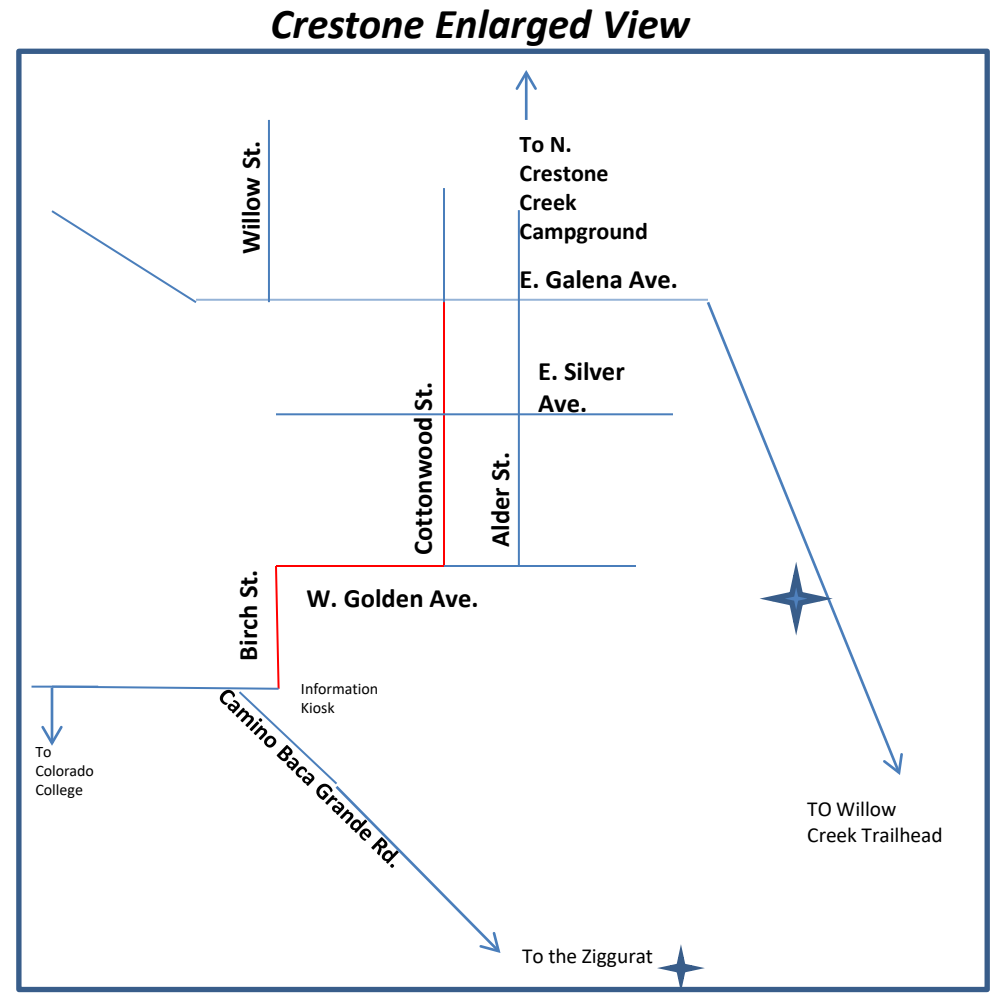 Crestone Enlarged View
To N.
Crestone
Creek
Campground
Willow St.
E. Galena Ave.
E. Silver
Ave.
Cottonwood St.
Alder St.
Birch St.
W. Golden Ave.
Information
Kiosk
Camino Baca Grande Rd.
To
Colorado
College
TO Willow
Creek Trailhead
To the Ziggurat